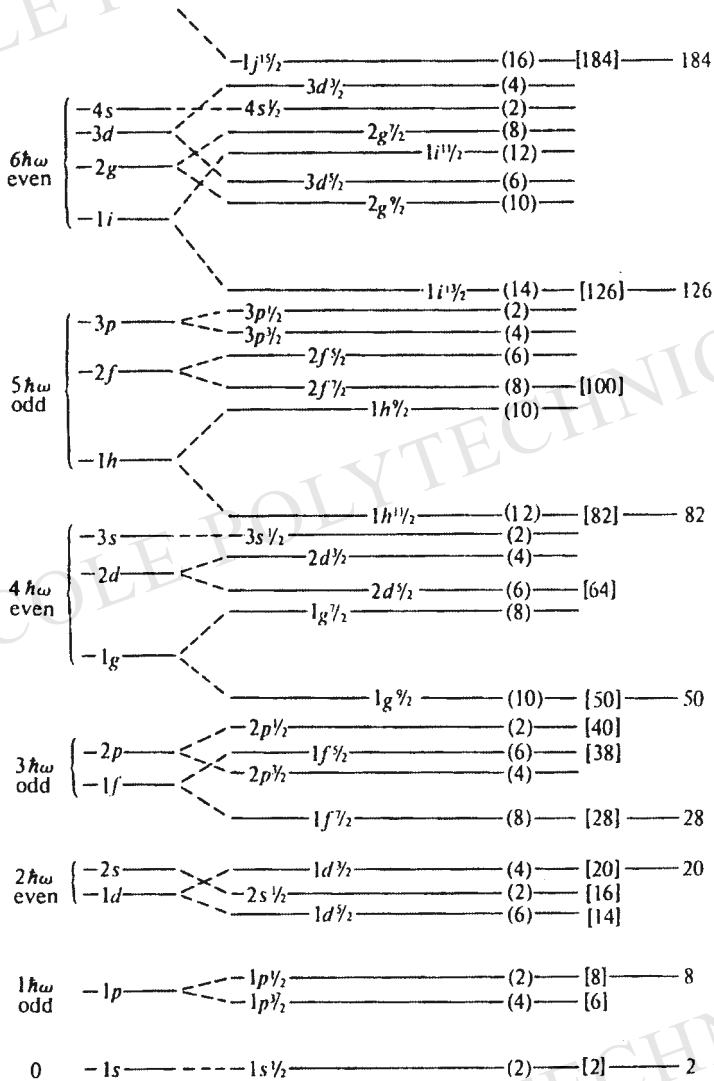 1j15/2 (16) [184] 184
3d3/2 (4)
4s 4s1/2 (2)
3d
2g7/2 (8)
6ħω
even
1i11/2 (12)
2g
3d5/2 (6)
2g9/2 (10)
1i
1i13/2 (14) [126] 126
3p1/2 (2)
3p
3p3/2 (4)
2f5/2 (6)
2f
5ħω
odd
2f7/2 (8) [100]
1h9/2 (10)
1h
1h11/2 (12) [82] 82
3s 3s1/2 (2)
2d3/2 (4)
2d
4ħω
even
2d5/2 (6) [64]
1g7/2 (8)
1g
1g9/2 (10) [50] 50
2p1/2 (2) [40]
2p 1f5/2 (6) [38]
3ħω
odd
2p3/2 (4)
1f
1f7/2 (8) [28] 28
2s 1d3/2 (4) [20] 20
2ħω
even
1d 2s1/2 (2) [16]
1d5/2 (6) [14]
1p1/2 (2) [8] 8
1ħω
odd
1p
1p3/2 (4) [6]
0 1s 1s1/2 (2) [2] 2
COLE POLYTECHNIC